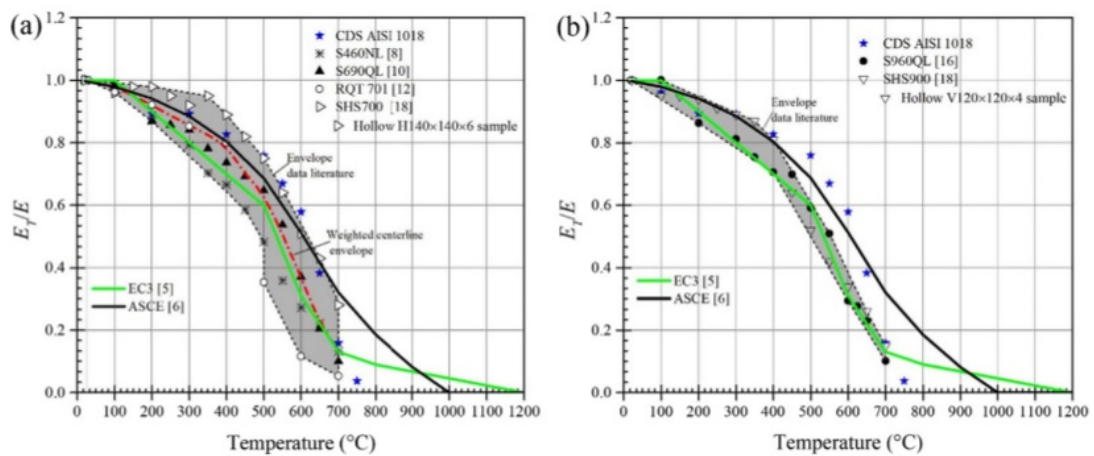 (a)
1.2
1.0
0.8
0.6
0.4
0.2
0.0
E_T/E
CDS AISI 1018
S460NL [8]
S690QL [10]
RQT 701 [12]
SHS700 [18]
Hollow H140×140×6 sample
Envelope
data literature
Weighted centerline
envelope
EC3 [5]
ASCE [6]
0 100 200 300 400 500 600 700 800 900 1000 1100 1200
Temperature (°C)
(b)
1.2
1.0
0.8
0.6
0.4
0.2
0.0
E_T/E
CDS AISI 1018
S960QL [16]
SHS900 [18]
Hollow V120×120×4 sample
Envelope
data literature
EC3 [5]
ASCE [6]
0 100 200 300 400 500 600 700 800 900 1000 1100 1200
Temperature (°C)